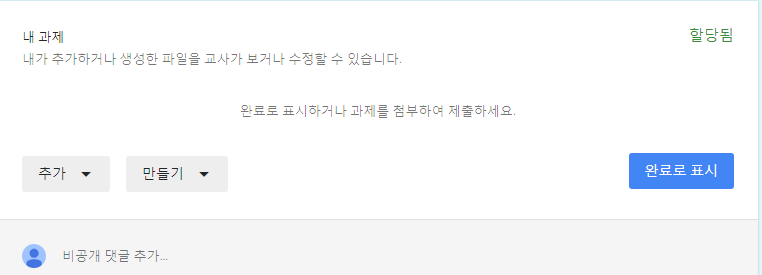 내 과제
할당됨
내가 추가하거나 생성한 파일을 교사가 보거나 수정할 수 있습니다.
완료로 표시하거나 과제를 첨부하여 제출하세요.
추가
만들기
완료로 표시
비공개 댓글 추가...